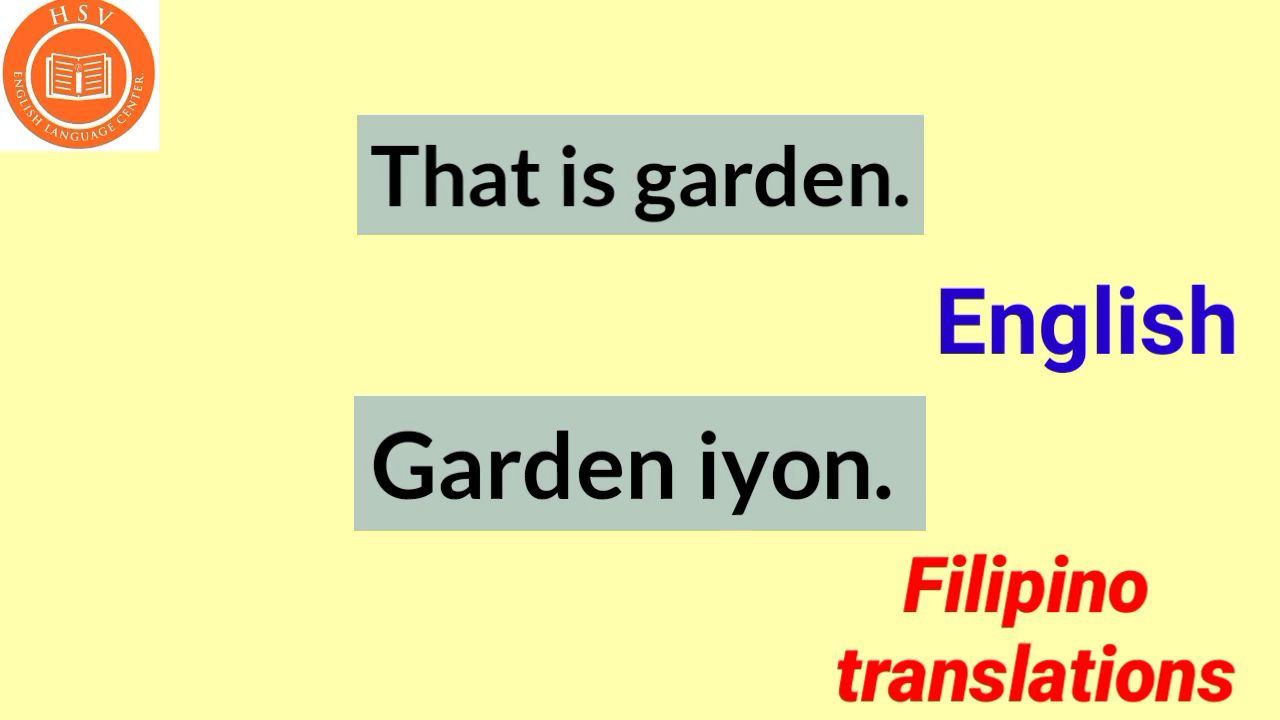 HSV
ENGLISH LANGUAGE CENTER.
That is garden.
English
Garden iyon.
Filipino
translations